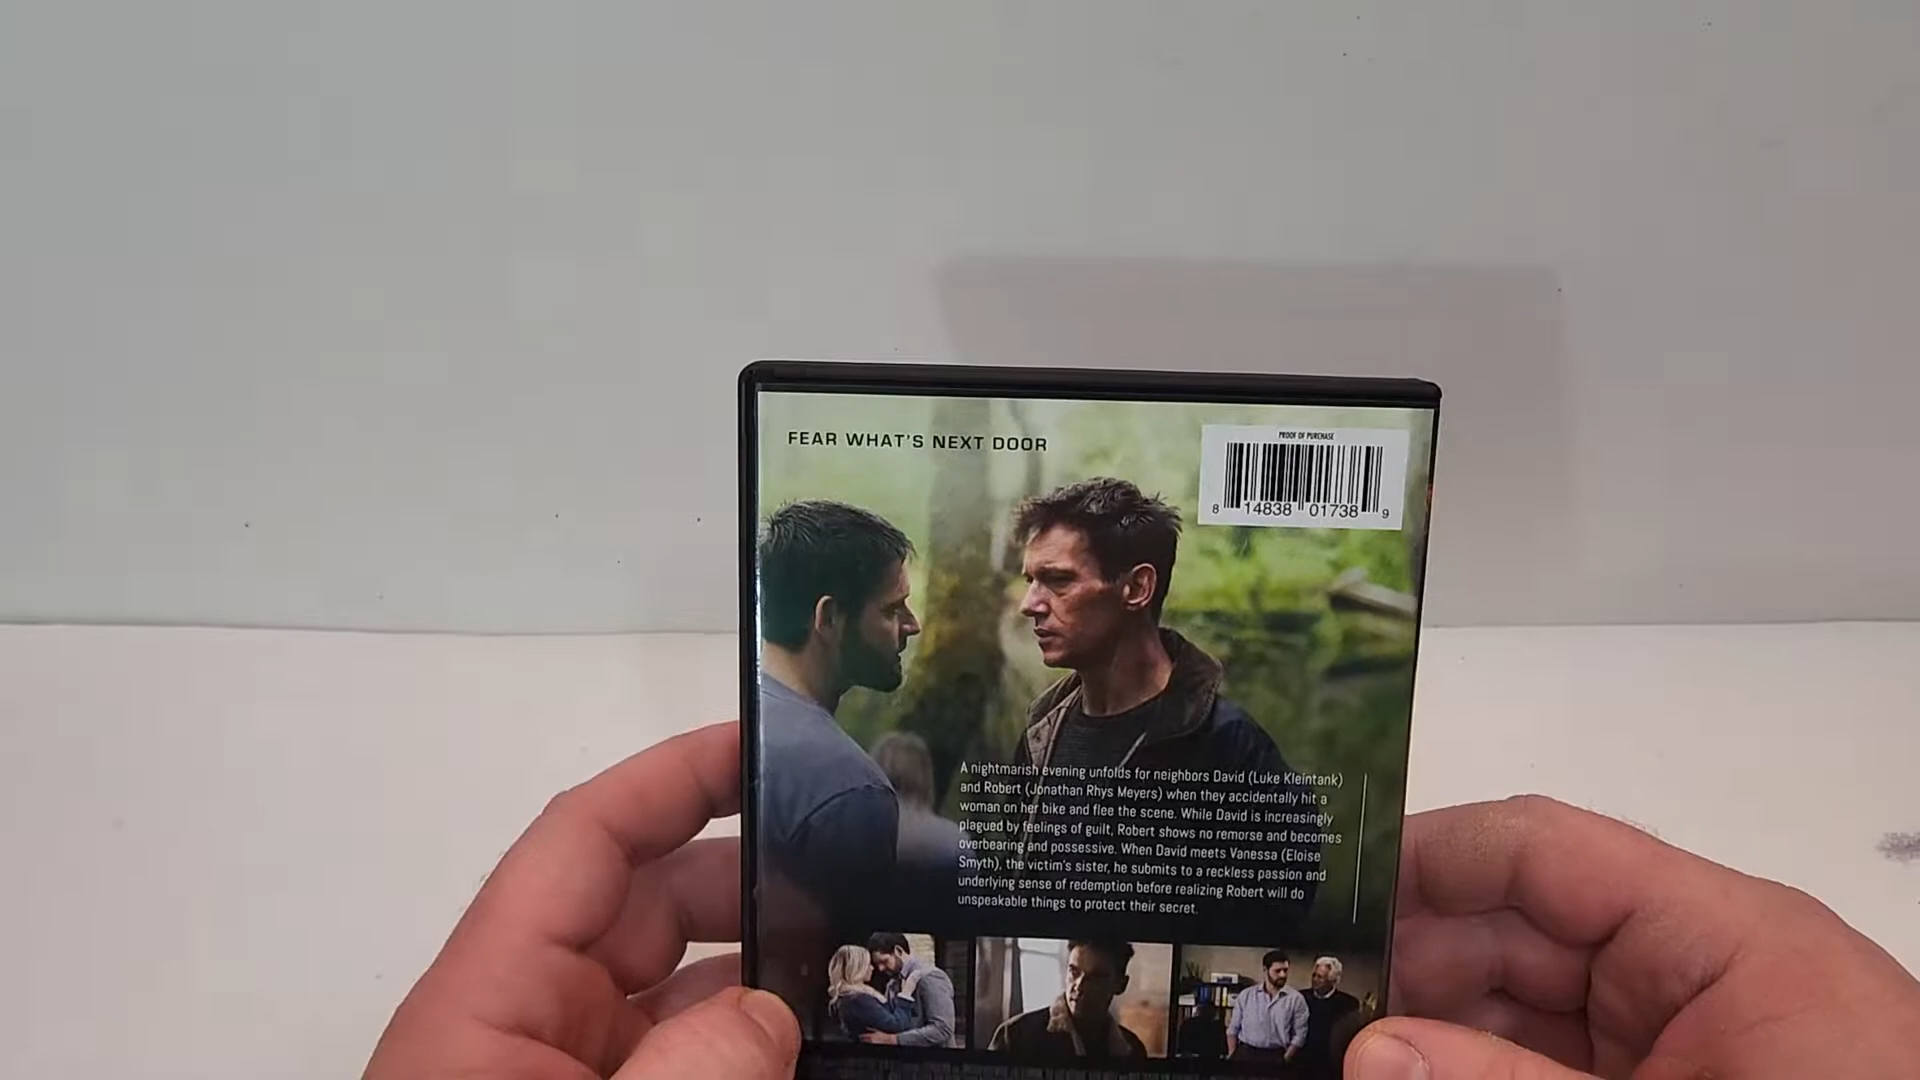 FEAR WHAT'S NEXT DOOR
PROOF OF PURCHASE
8 14838 01738 9
A nightmarish evening unfolds for neighbors David (Luke Kleintank)
and Robert (Jonathan Rhys Meyers) when they accidentally hit a
woman on her bike and flee the scene. While David is increasingly
plagued by feelings of guilt, Robert shows no remorse and becomes
overbearing and possessive. When David meets Vanessa (Eloise
Smyth), the victim's sister, he submits to a reckless passion and
underlying sense of redemption before realizing Robert will do
unspeakable things to protect their secret.